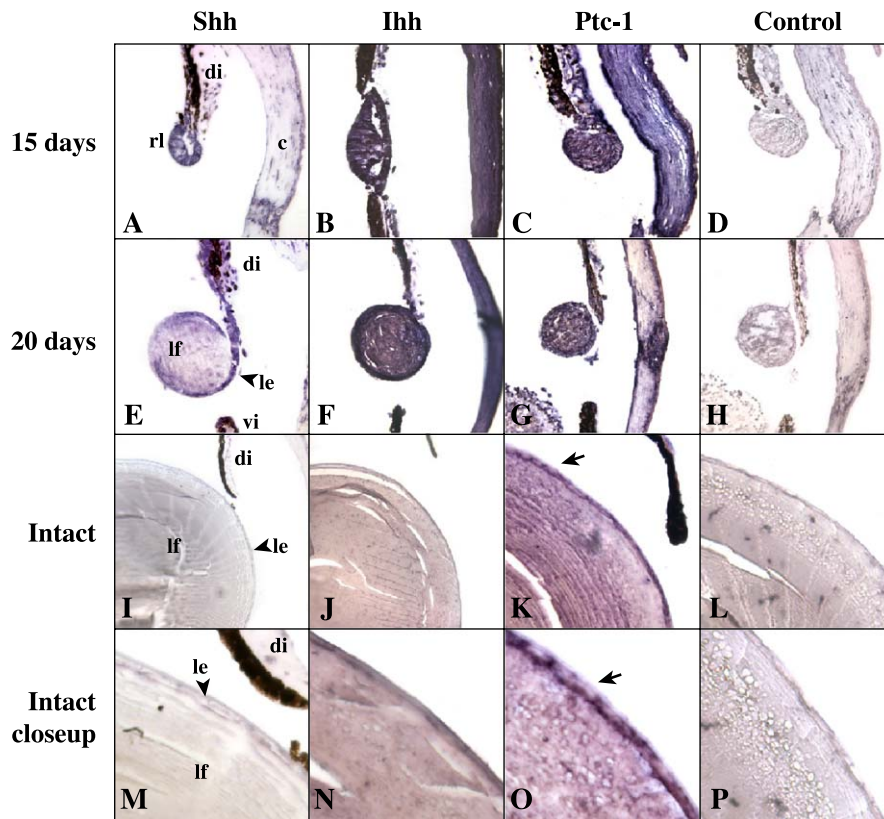 Shh Ihh Ptc-1 Control
15 days
di
rl
c
A B C D
20 days
di
lf
le
E F G H
vi
Intact
di
lf
le
I J K L
Intact
closeup
di
le
lf
M N O P